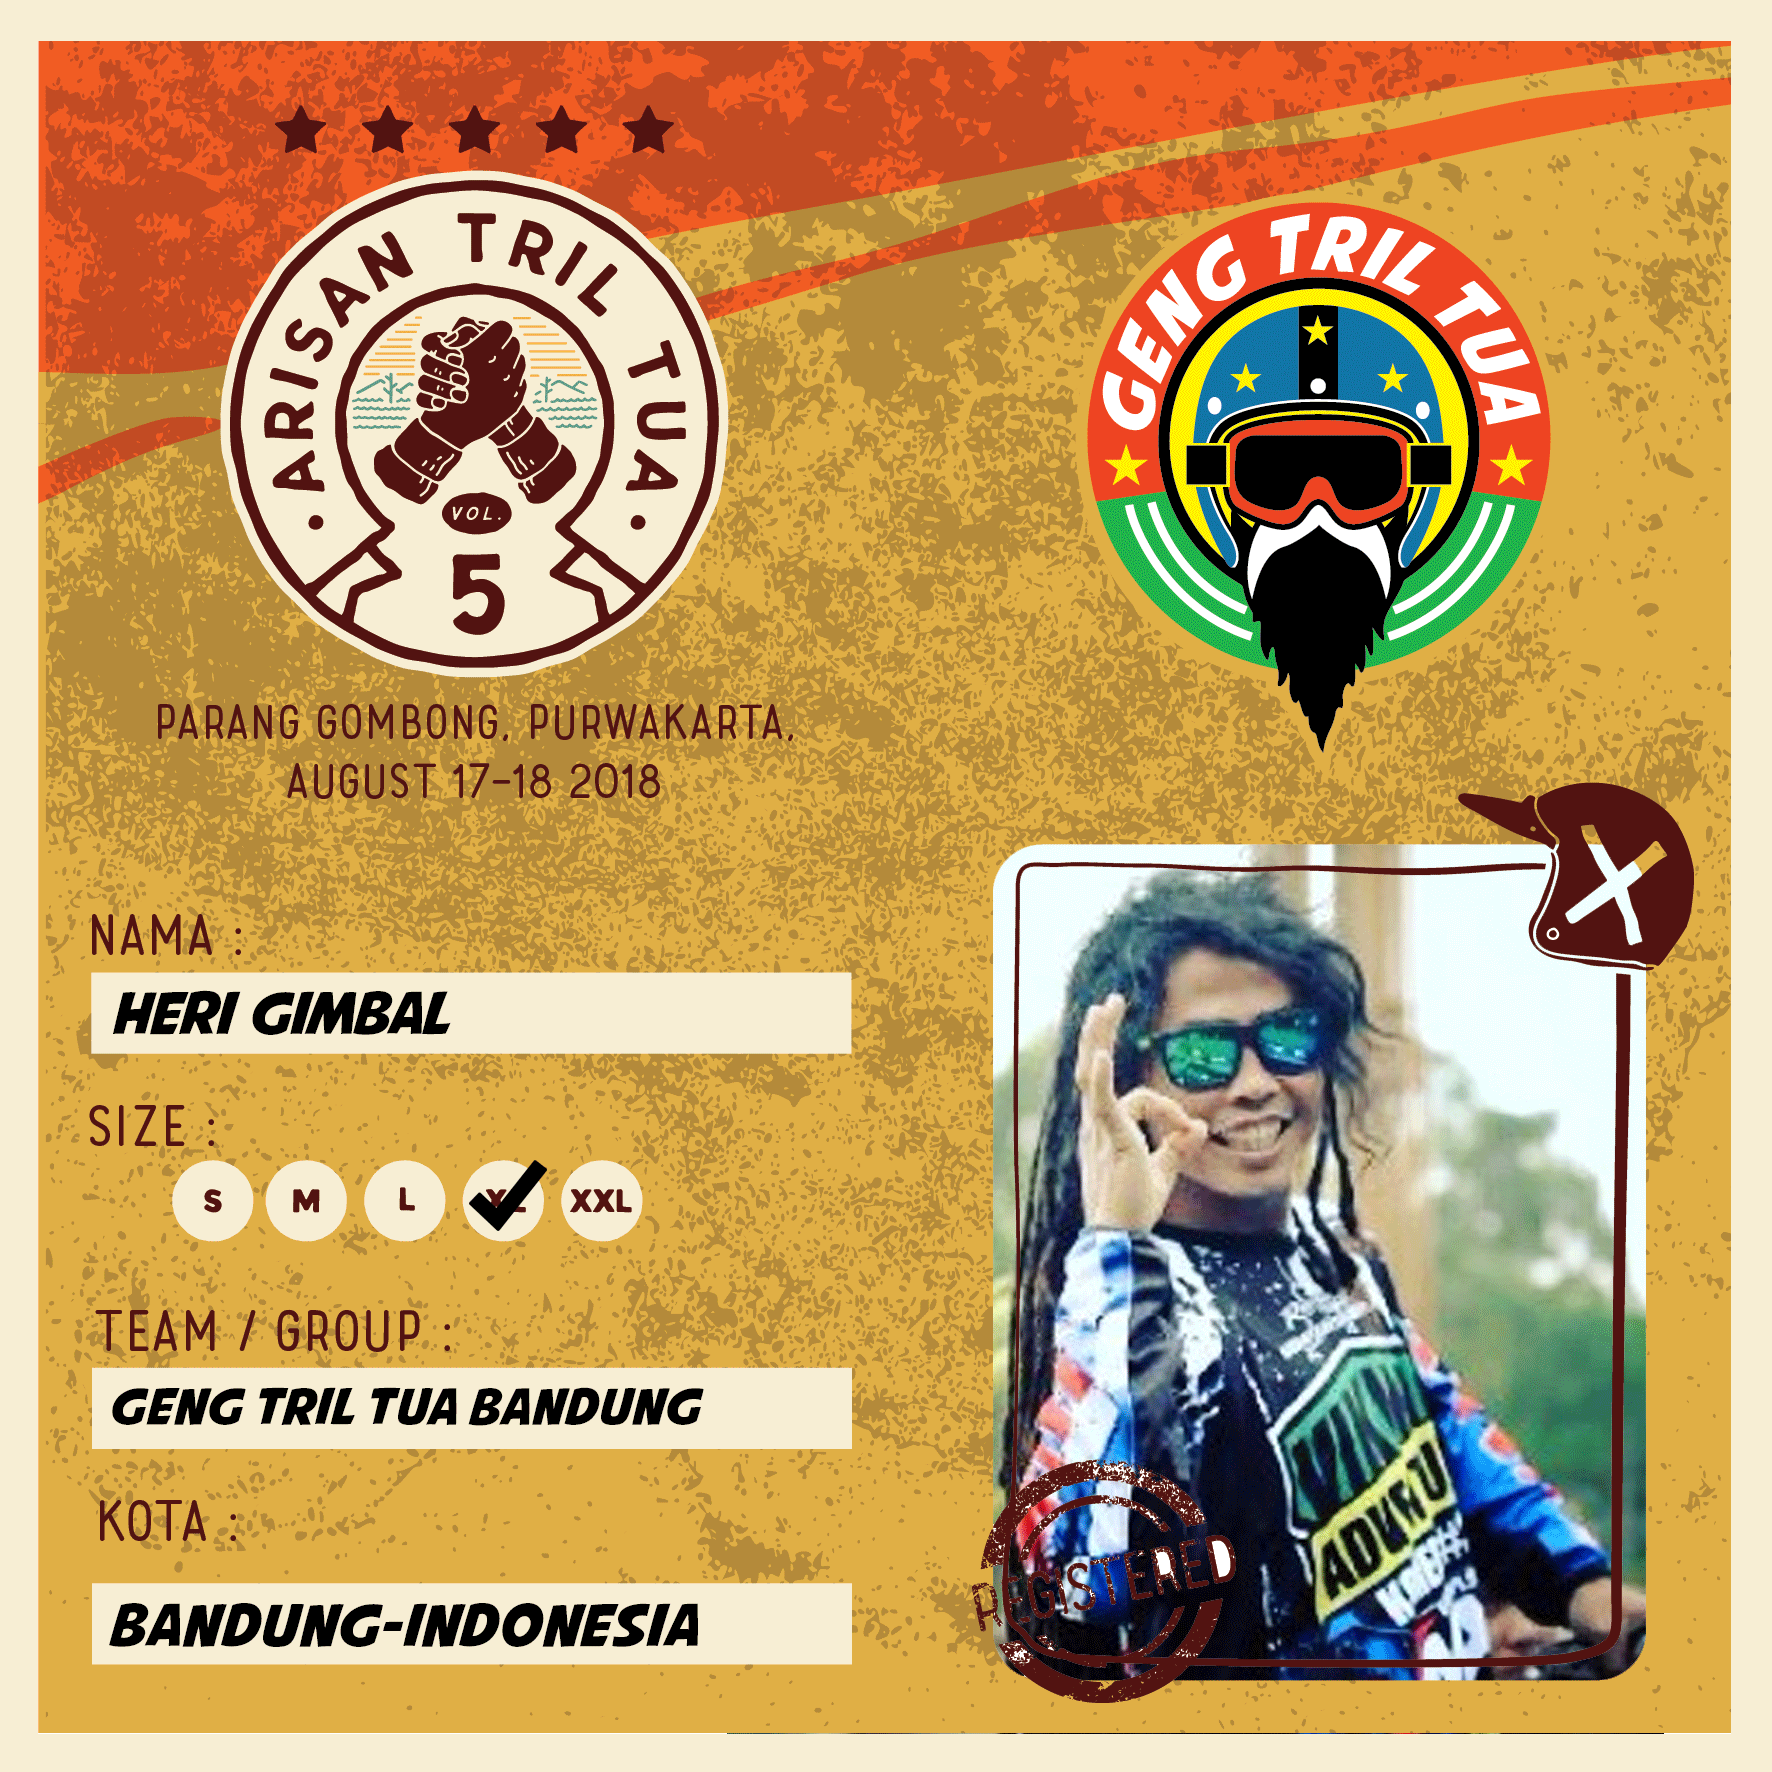 ARISAN TRIL TUA
VOL.
5
GENG TRIL TUA
PARANG GOMBONG, PURWAKARTA,
AUGUST 17-18 2018
NAMA :
HERI GIMBAL
SIZE :
S M L XL XXL
TEAM / GROUP :
GENG TRIL TUA BANDUNG
KOTA :
BANDUNG-INDONESIA
REGISTERED